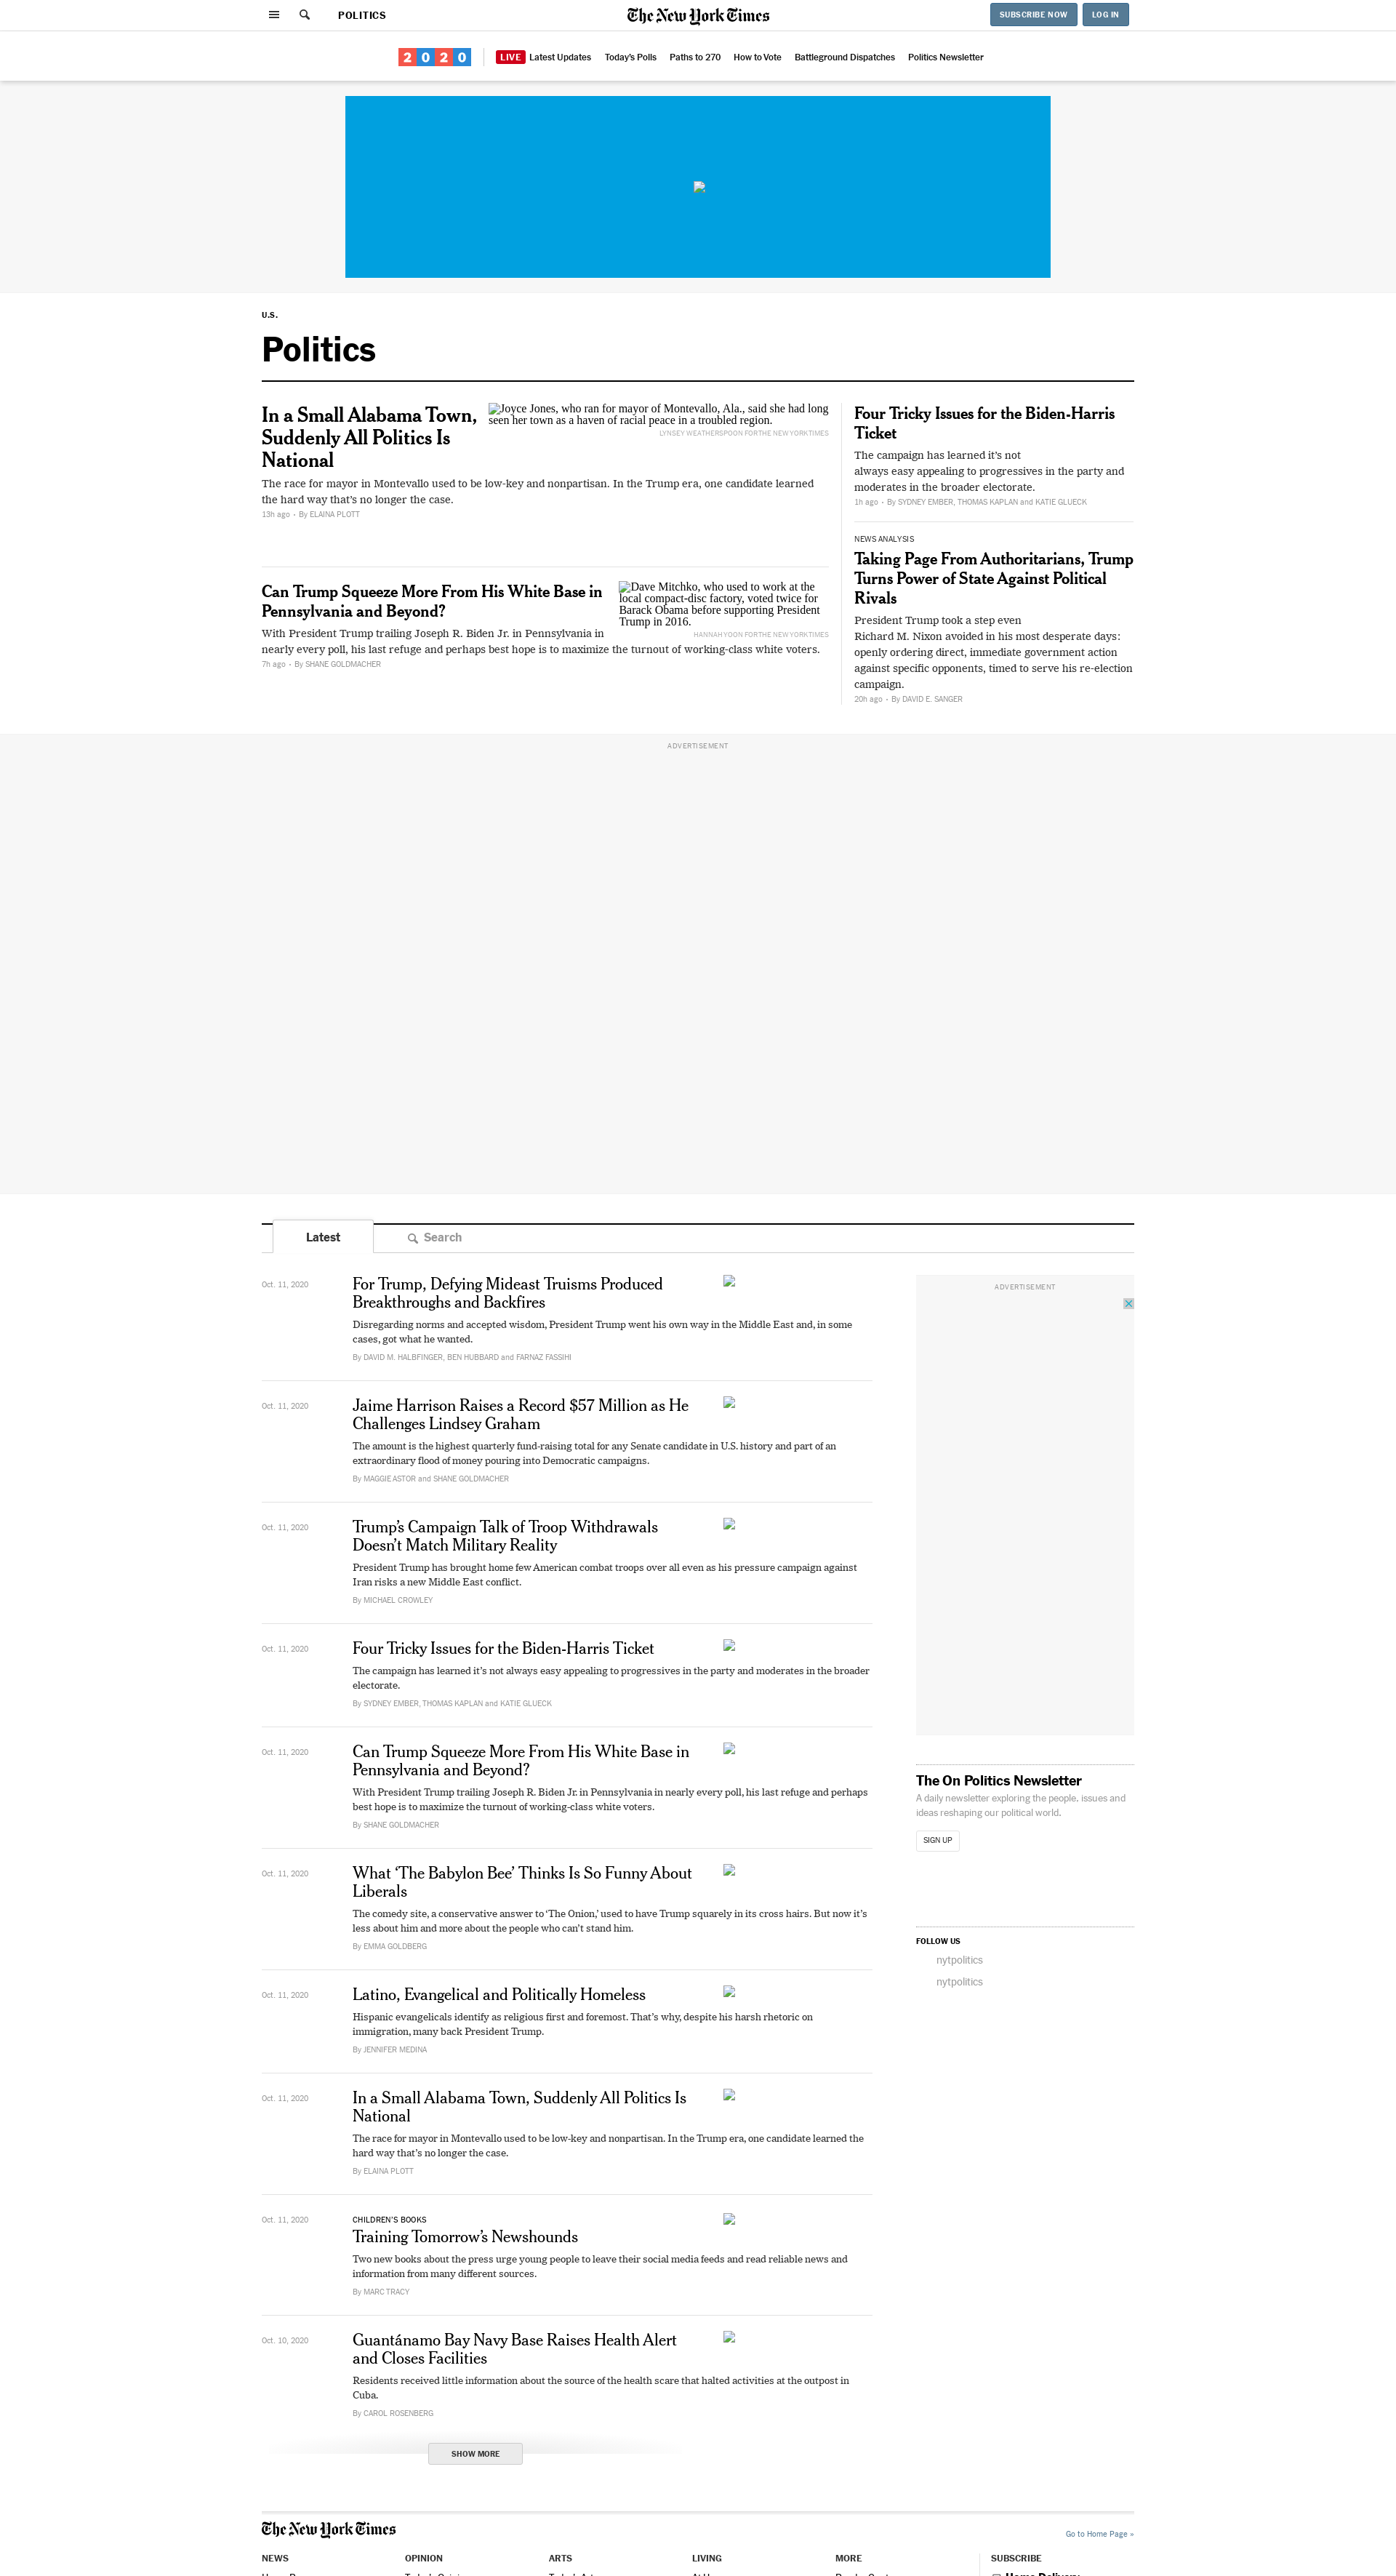 POLITICS
The New York Times
SUBSCRIBE NOW
LOG IN
2020
LIVE Latest Updates
Today's Polls
Paths to 270
How to Vote
Battleground Dispatches
Politics Newsletter
U.S.
Politics
In a Small Alabama Town,
Suddenly All Politics Is
National
Joyce Jones, who ran for mayor of Montevallo, Ala., said she had long
seen her town as a haven of racial peace in a troubled region.
LYNSEY WEATHERSPOON FOR THE NEW YORK TIMES
The race for mayor in Montevallo used to be low-key and nonpartisan. In the Trump era, one candidate learned
the hard way that’s no longer the case.
13h ago • By ELAINA PLOTT
Can Trump Squeeze More From His White Base in
Pennsylvania and Beyond?
Dave Mitchko, who used to work at the
local compact-disc factory, voted twice for
Barack Obama before supporting President
Trump in 2016.
HANNAH YOON FOR THE NEW YORK TIMES
With President Trump trailing Joseph R. Biden Jr. in Pennsylvania in
nearly every poll, his last refuge and perhaps best hope is to maximize the turnout of working-class white voters.
7h ago • By SHANE GOLDMACHER
Four Tricky Issues for the Biden-Harris
Ticket
The campaign has learned it’s not
always easy appealing to progressives in the party and
moderates in the broader electorate.
1h ago • By SYDNEY EMBER, THOMAS KAPLAN and KATIE GLUECK
NEWS ANALYSIS
Taking Page From Authoritarians, Trump
Turns Power of State Against Political
Rivals
President Trump took a step even
Richard M. Nixon avoided in his most desperate days:
openly ordering direct, immediate government action
against specific opponents, timed to serve his re-election
campaign.
20h ago • By DAVID E. SANGER
ADVERTISEMENT
Latest
Search
Oct. 11, 2020
For Trump, Defying Mideast Truisms Produced
Breakthroughs and Backfires
Disregarding norms and accepted wisdom, President Trump went his own way in the Middle East and, in some
cases, got what he wanted.
By DAVID M. HALBFINGER, BEN HUBBARD and FARNAZ FASSIHI
Oct. 11, 2020
Jaime Harrison Raises a Record $57 Million as He
Challenges Lindsey Graham
The amount is the highest quarterly fund-raising total for any Senate candidate in U.S. history and part of an
extraordinary flood of money pouring into Democratic campaigns.
By MAGGIE ASTOR and SHANE GOLDMACHER
Oct. 11, 2020
Trump’s Campaign Talk of Troop Withdrawals
Doesn’t Match Military Reality
President Trump has brought home few American combat troops over all even as his pressure campaign against
Iran risks a new Middle East conflict.
By MICHAEL CROWLEY
Oct. 11, 2020
Four Tricky Issues for the Biden-Harris Ticket
The campaign has learned it’s not always easy appealing to progressives in the party and moderates in the broader
electorate.
By SYDNEY EMBER, THOMAS KAPLAN and KATIE GLUECK
Oct. 11, 2020
Can Trump Squeeze More From His White Base in
Pennsylvania and Beyond?
With President Trump trailing Joseph R. Biden Jr. in Pennsylvania in nearly every poll, his last refuge and perhaps
best hope is to maximize the turnout of working-class white voters.
By SHANE GOLDMACHER
Oct. 11, 2020
What ‘The Babylon Bee’ Thinks Is So Funny About
Liberals
The comedy site, a conservative answer to ‘The Onion,’ used to have Trump squarely in its cross hairs. But now it’s
less about him and more about the people who can’t stand him.
By EMMA GOLDBERG
Oct. 11, 2020
Latino, Evangelical and Politically Homeless
Hispanic evangelicals identify as religious first and foremost. That’s why, despite his harsh rhetoric on
immigration, many back President Trump.
By JENNIFER MEDINA
Oct. 11, 2020
In a Small Alabama Town, Suddenly All Politics Is
National
The race for mayor in Montevallo used to be low-key and nonpartisan. In the Trump era, one candidate learned the
hard way that’s no longer the case.
By ELAINA PLOTT
Oct. 11, 2020
CHILDREN’S BOOKS
Training Tomorrow’s Newshounds
Two new books about the press urge young people to leave their social media feeds and read reliable news and
information from many different sources.
By MARC TRACY
Oct. 10, 2020
Guantánamo Bay Navy Base Raises Health Alert
and Closes Facilities
Residents received little information about the source of the health scare that halted activities at the outpost in
Cuba.
By CAROL ROSENBERG
SHOW MORE
ADVERTISEMENT
The On Politics Newsletter
A daily newsletter exploring the people, issues and
ideas reshaping our political world.
SIGN UP
FOLLOW US
nytpolitics
nytpolitics
The New York Times
Go to Home Page »
NEWS
OPINION
ARTS
LIVING
MORE
SUBSCRIBE